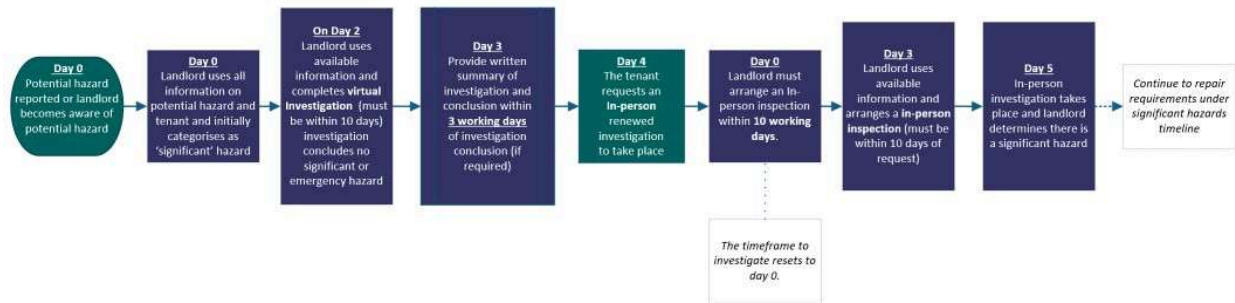 Day 0
Potential hazard
reported or landlord
becomes aware of
potential hazard
Day 0
Landlord uses all
information on
potential hazard and
tenant and initially
categorises as
'significant' hazard
On Day 2
Landlord uses
available
information and
completes virtual
Investigation (must
be within 10 days)
investigation
concludes no
significant or
emergency hazard
Day 3
Provide written
summary of
investigation and
conclusion within
3 working days
of investigation
conclusion (if
required)
Day 4
The tenant
requests an
In-person
renewed
investigation
to take place
Day 0
Landlord must
arrange an In-
person inspection
within 10 working
days.
The timeframe to
investigate resets to
day 0.
Day 3
Landlord uses
available
information and
arranges a in-person
inspection (must be
within 10 days of
request)
Day 5
In-person
investigation takes
place and landlord
determines there is
a significant hazard
Continue to repair
requirements under
significant hazards
timeline